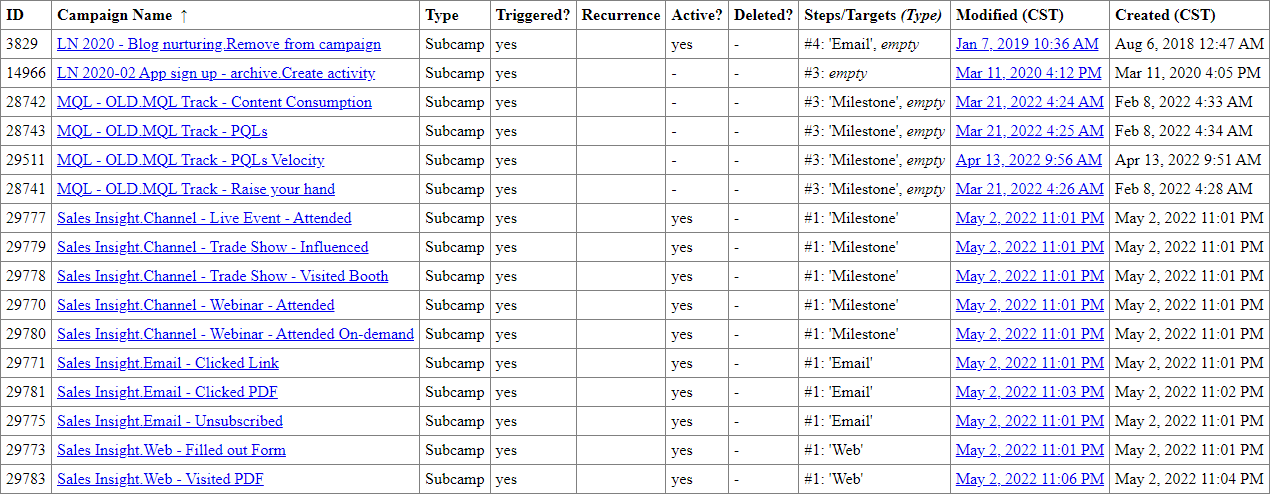 ID Campaign Name ↑ Type Triggered? Recurrence Active? Deleted? Steps/Targets (Type) Modified (CST) Created (CST)
3829 LN 2020 - Blog nurturing.Remove from campaign Subcamp yes yes - #4: 'Email', empty Jan 7, 2019 10:36 AM Aug 6, 2018 12:47 AM
14966 LN 2020-02 App sign up - archive.Create activity Subcamp yes - - #3: empty Mar 11, 2020 4:12 PM Mar 11, 2020 4:05 PM
28742 MQL - OLD.MQL Track - Content Consumption Subcamp yes - - #3: 'Milestone', empty Mar 21, 2022 4:24 AM Feb 8, 2022 4:33 AM
28743 MQL - OLD.MQL Track - PQLs Subcamp yes - - #3: 'Milestone', empty Mar 21, 2022 4:25 AM Feb 8, 2022 4:34 AM
29511 MQL - OLD.MQL Track - PQLs Velocity Subcamp yes - - #3: 'Milestone', empty Apr 13, 2022 9:56 AM Apr 13, 2022 9:51 AM
28741 MQL - OLD.MQL Track - Raise your hand Subcamp yes - - #3: 'Milestone', empty Mar 21, 2022 4:26 AM Feb 8, 2022 4:28 AM
29777 Sales Insight.Channel - Live Event - Attended Subcamp yes yes - #1: 'Milestone' May 2, 2022 11:01 PM May 2, 2022 11:01 PM
29779 Sales Insight.Channel - Trade Show - Influenced Subcamp yes yes - #1: 'Milestone' May 2, 2022 11:01 PM May 2, 2022 11:01 PM
29778 Sales Insight.Channel - Trade Show - Visited Booth Subcamp yes yes - #1: 'Milestone' May 2, 2022 11:01 PM May 2, 2022 11:01 PM
29770 Sales Insight.Channel - Webinar - Attended Subcamp yes yes - #1: 'Milestone' May 2, 2022 11:01 PM May 2, 2022 11:01 PM
29780 Sales Insight.Channel - Webinar - Attended On-demand Subcamp yes yes - #1: 'Milestone' May 2, 2022 11:01 PM May 2, 2022 11:01 PM
29771 Sales Insight.Email - Clicked Link Subcamp yes yes - #1: 'Email' May 2, 2022 11:01 PM May 2, 2022 11:01 PM
29781 Sales Insight.Email - Clicked PDF Subcamp yes yes - #1: 'Email' May 2, 2022 11:03 PM May 2, 2022 11:02 PM
29775 Sales Insight.Email - Unsubscribed Subcamp yes yes - #1: 'Email' May 2, 2022 11:01 PM May 2, 2022 11:01 PM
29773 Sales Insight.Web - Filled out Form Subcamp yes yes - #1: 'Web' May 2, 2022 11:01 PM May 2, 2022 11:01 PM
29783 Sales Insight.Web - Visited PDF Subcamp yes yes - #1: 'Web' May 2, 2022 11:06 PM May 2, 2022 11:04 PM